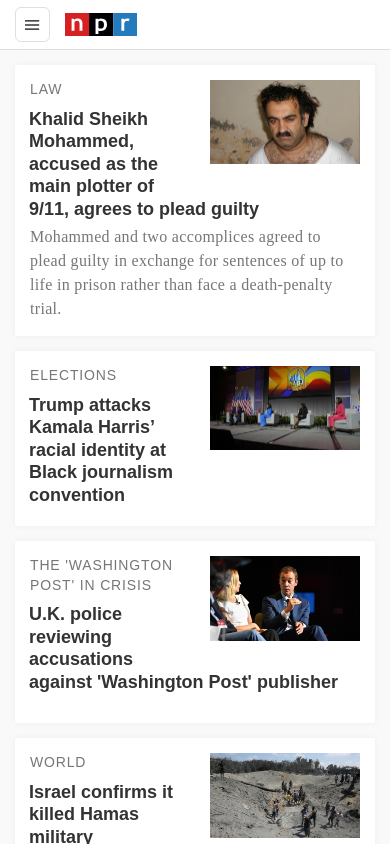 npr
LAW
Khalid Sheikh
Mohammed,
accused as the
main plotter of
9/11, agrees to plead guilty
Mohammed and two accomplices agreed to
plead guilty in exchange for sentences of up to
life in prison rather than face a death-penalty
trial.
ELECTIONS
Trump attacks
Kamala Harris’
racial identity at
Black journalism
convention
THE 'WASHINGTON
POST' IN CRISIS
U.K. police
reviewing
accusations
against 'Washington Post' publisher
WORLD
Israel confirms it
killed Hamas
military